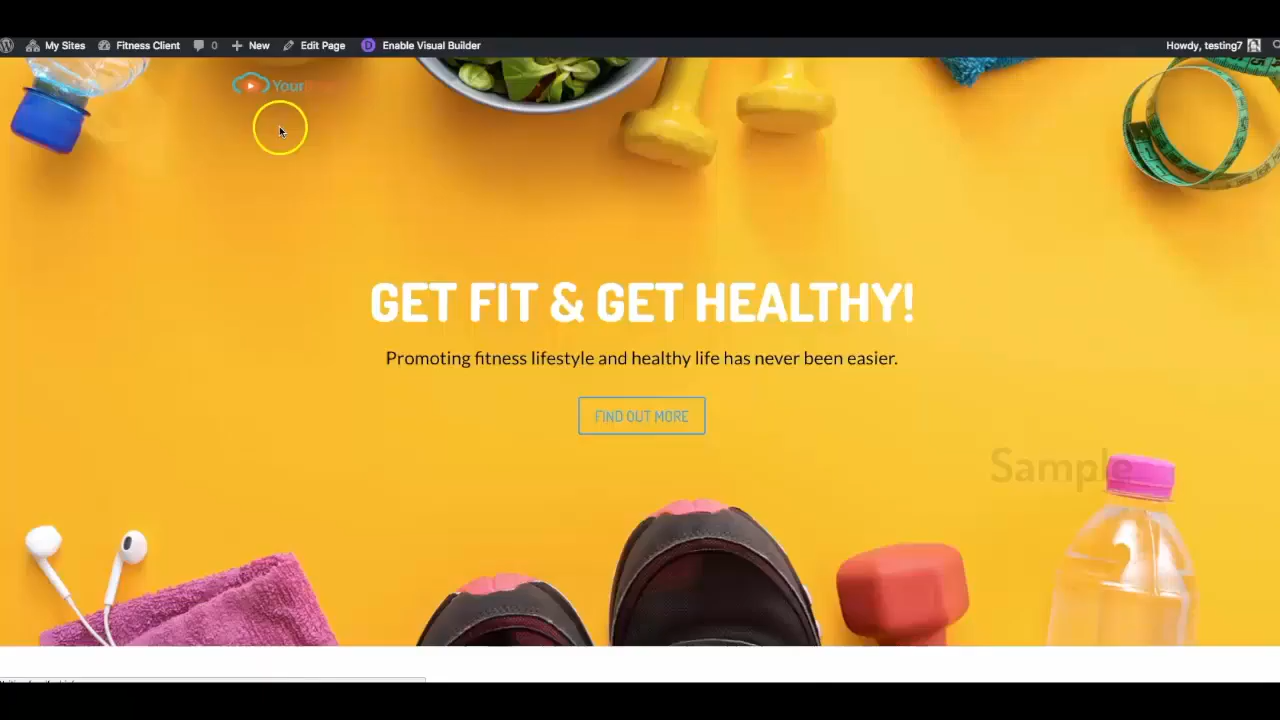 My Sites Fitness Client 0 New Edit Page Enable Visual Builder Howdy, testing7
Your
GET FIT & GET HEALTHY!
Promoting fitness lifestyle and healthy life has never been easier.
FIND OUT MORE
Sample